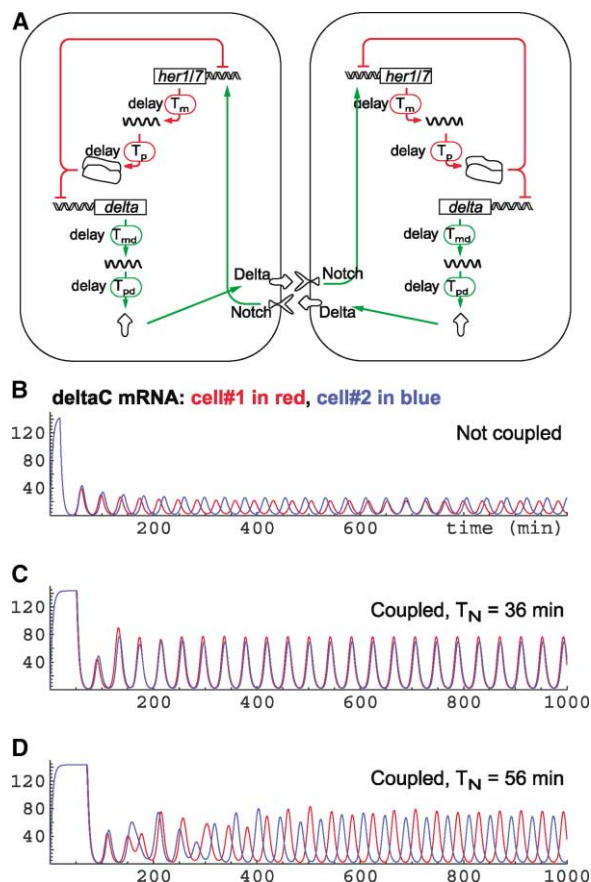 A
her1/7
her1/7
delay Tm
delay Tm
delay Tp
delay Tp
delta
delta
delay Tmd
delay Tmd
delay Tpd
delay Tpd
Delta
Notch
Notch
Delta
B
deltaC mRNA: cell#1 in red, cell#2 in blue
Not coupled
120
80
40
200 400 600 800 1000
time (min)
C
Coupled, TN = 36 min
120
80
40
200 400 600 800 1000
D
Coupled, TN = 56 min
120
80
40
200 400 600 800 1000